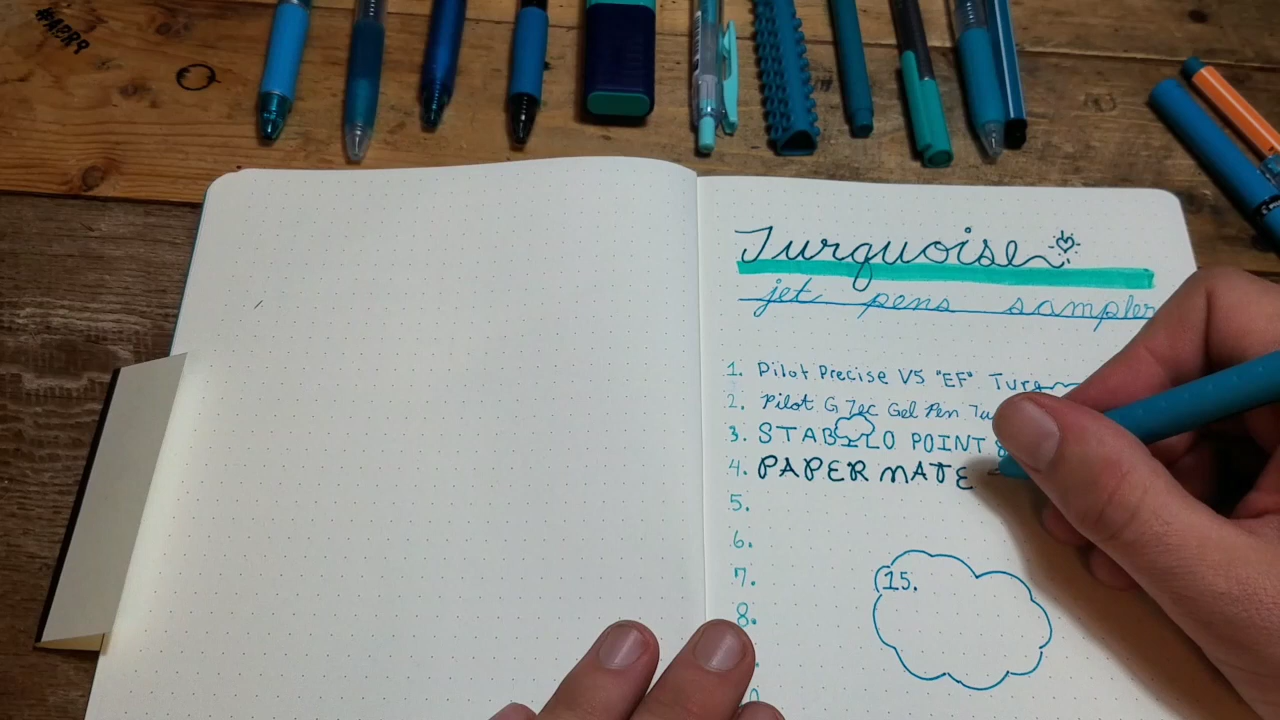 #AER9
Turquoise
jet pens sampler
1. Pilot Precise V5 "EF" Turq
2. Pilot G Tec Gel Pen Tu
3. STABILO POINT 8
4. PAPER MATE
5.
6.
7.
8.
15.